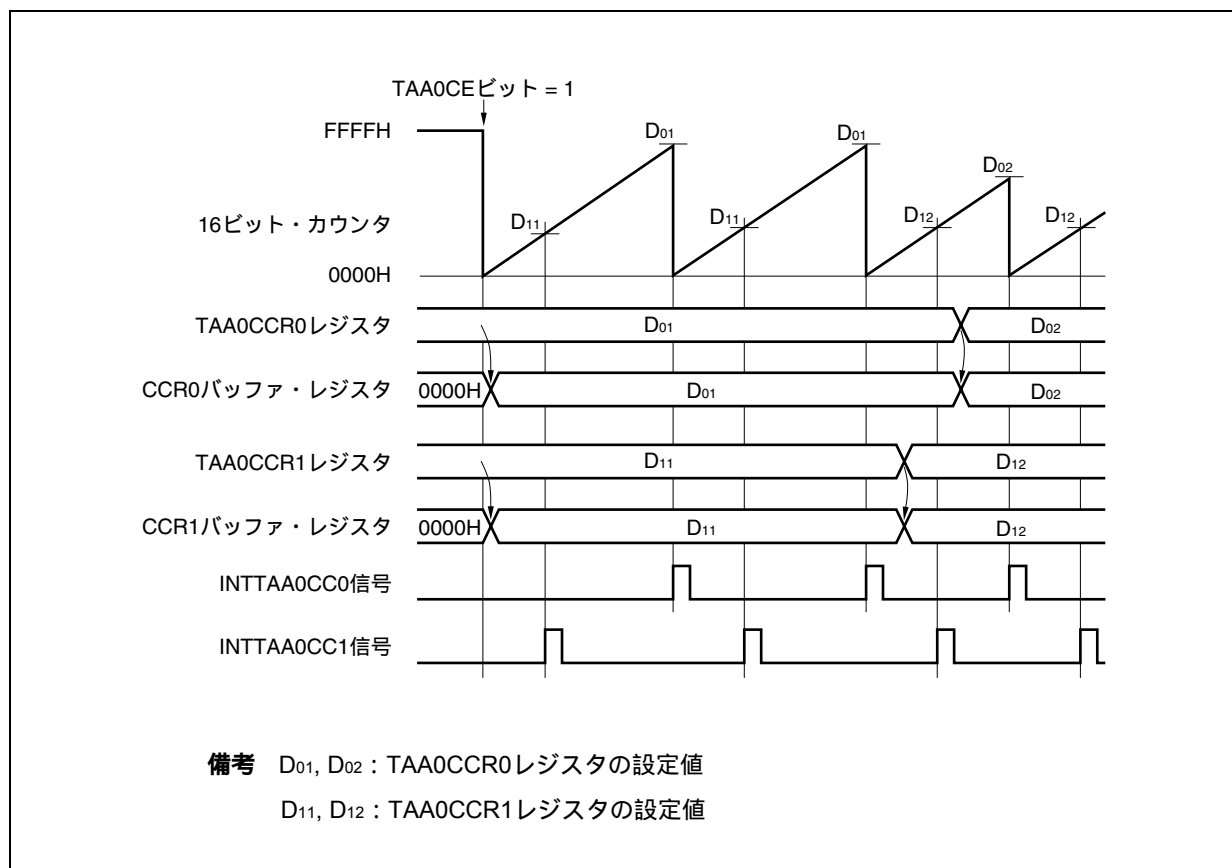 TAA0CEビット = 1
FFFFH
D01 D01 D02
16ビット・カウンタ D11 D11 D12 D12
0000H
TAA0CCR0レジスタ D01 D02
CCR0バッファ・レジスタ 0000H D01 D02
TAA0CCR1レジスタ D11 D12
CCR1バッファ・レジスタ 0000H D11 D12
INTTAA0CC0信号
INTTAA0CC1信号
備考 D01, D02：TAA0CCR0レジスタの設定値
D11, D12：TAA0CCR1レジスタの設定値